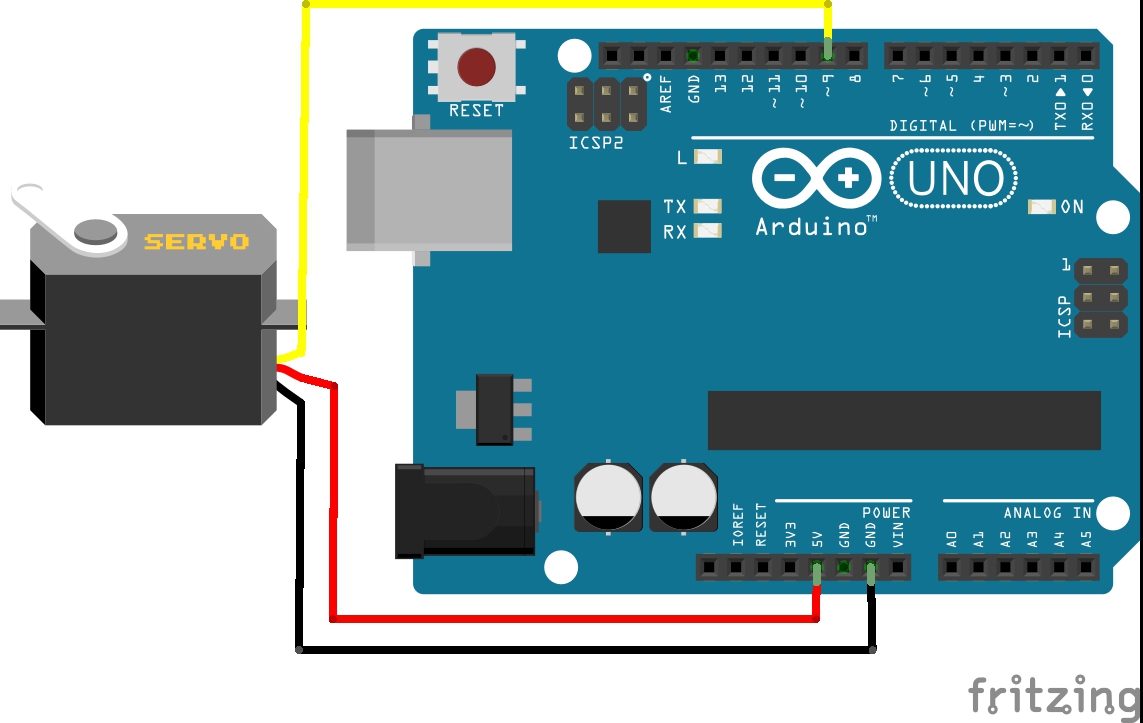 RESET
ICSP2
AREF
GND
13
12
~11
~10
~9
8
7
~6
~5
4
~3
2
TX0▶1
RX0◀0
DIGITAL (PWM=~)
L
TX
RX
UNO
Arduino™
ON
1
ICSP
SERVO
POWER
ANALOG IN
IOREF
RESET
3V3
5V
GND
GND
VIN
A0
A1
A2
A3
A4
A5
fritzing